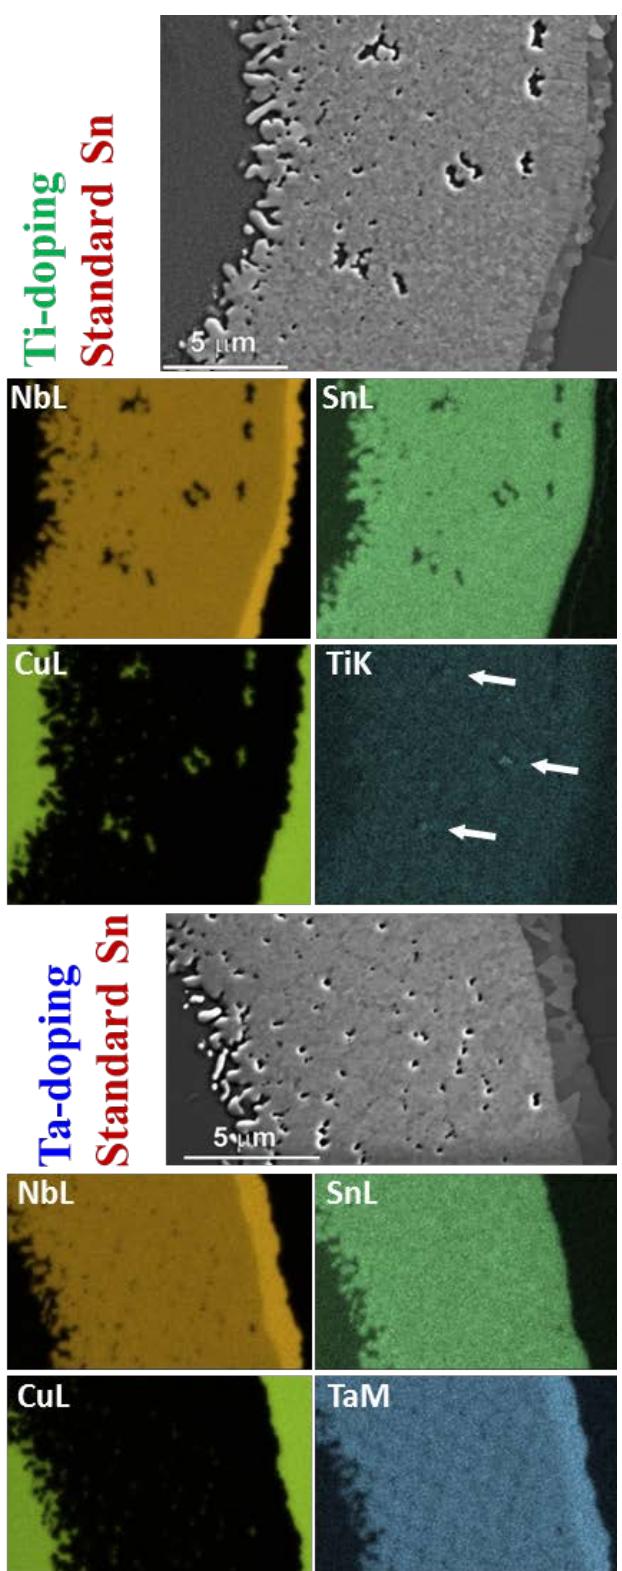 Ti-doping
Standard Sn
5 μm
NbL
SnL
CuL
TiK
Ta-doping
Standard Sn
5 μm
NbL
SnL
CuL
TaM